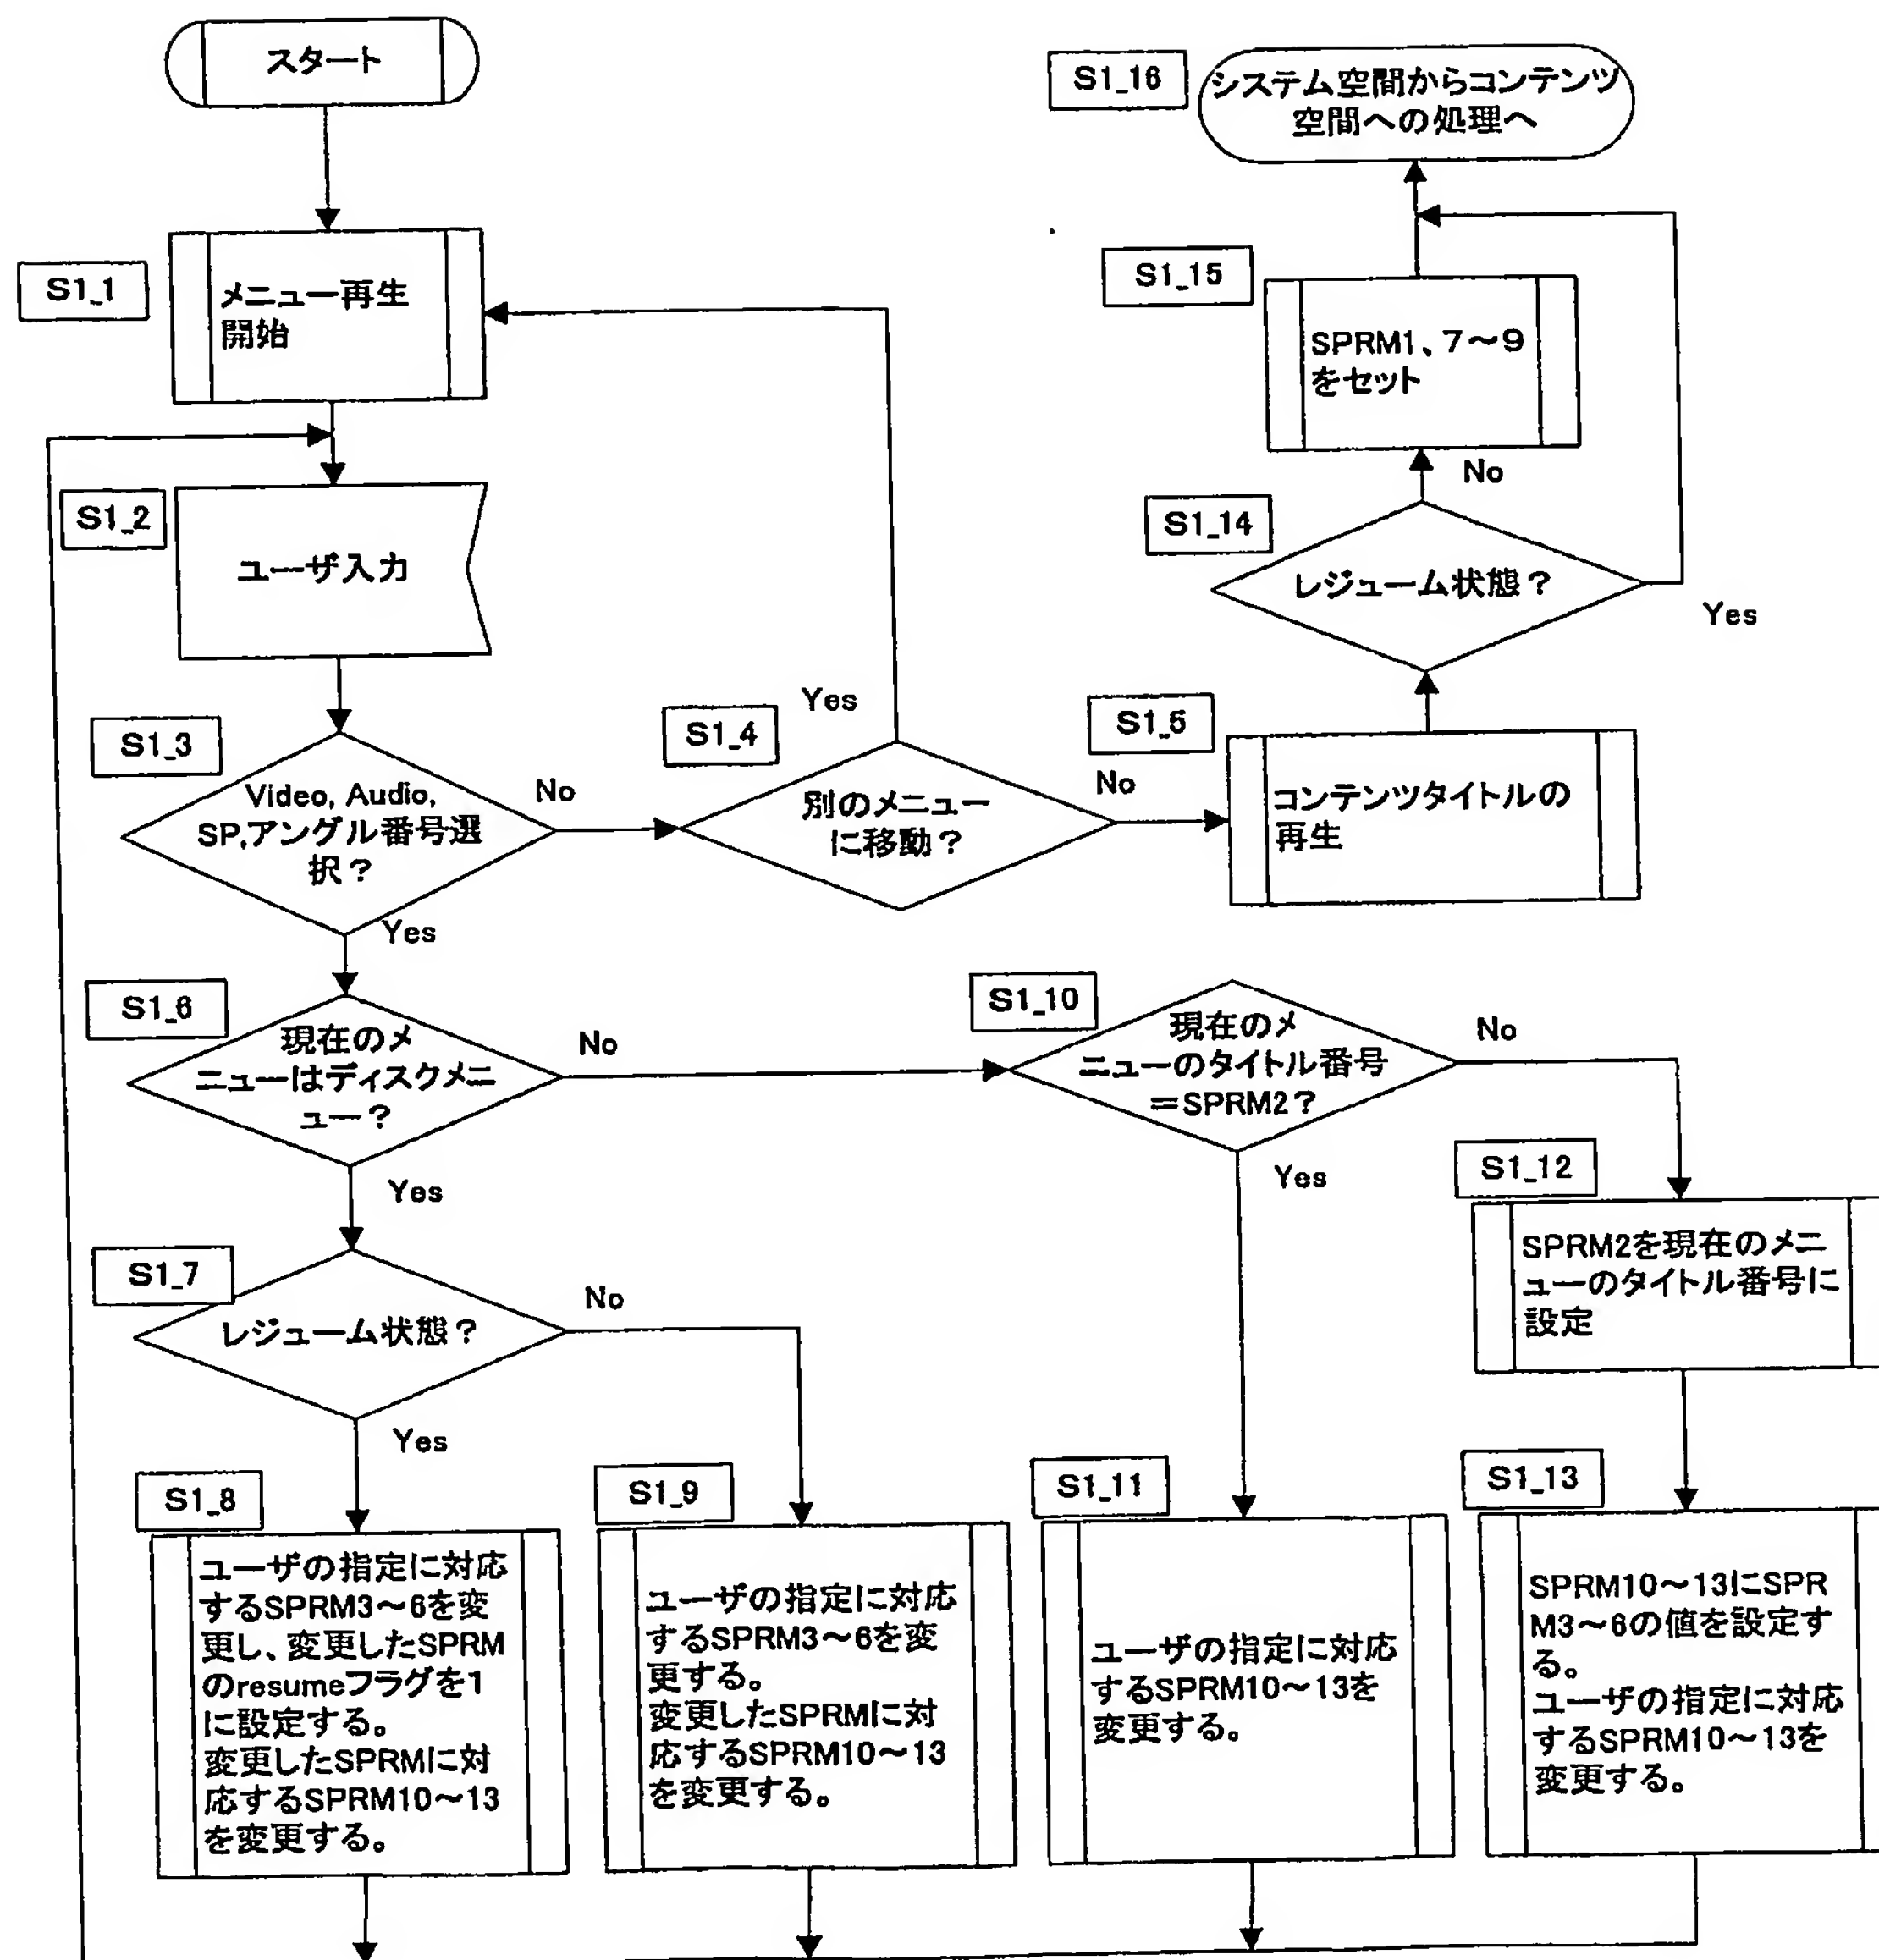 スタート
S1_1
メニュー再生
開始
S1_2
ユーザ入力
S1_3
Video, Audio,
SP,アングル番号選
択？
No
Yes
S1_4
別のメニュー
に移動？
Yes
No
S1_5
コンテンツタイトルの
再生
S1_14
レジューム状態？
No
Yes
S1_15
SPRM1、7～9
をセット
S1_16
システム空間からコンテンツ
空間への処理へ
S1_6
現在のメ
ニューはディスクメニ
ュー？
No
Yes
S1_7
レジューム状態？
No
Yes
S1_8
ユーザの指定に対応
するSPRM3～6を変
更し、変更したSPRM
のresumeフラグを1
に設定する。
変更したSPRMに対
応するSPRM10～13
を変更する。
S1_9
ユーザの指定に対応
するSPRM3～6を変
更する。
変更したSPRMに対
応するSPRM10～13
を変更する。
S1_10
現在のメ
ニューのタイトル番号
＝SPRM2？
No
Yes
S1_11
ユーザの指定に対応
するSPRM10～13を
変更する。
S1_12
SPRM2を現在のメニ
ューのタイトル番号に
設定
S1_13
SPRM10～13にSPR
M3～6の値を設定す
る。
ユーザの指定に対応
するSPRM10～13を
変更する。